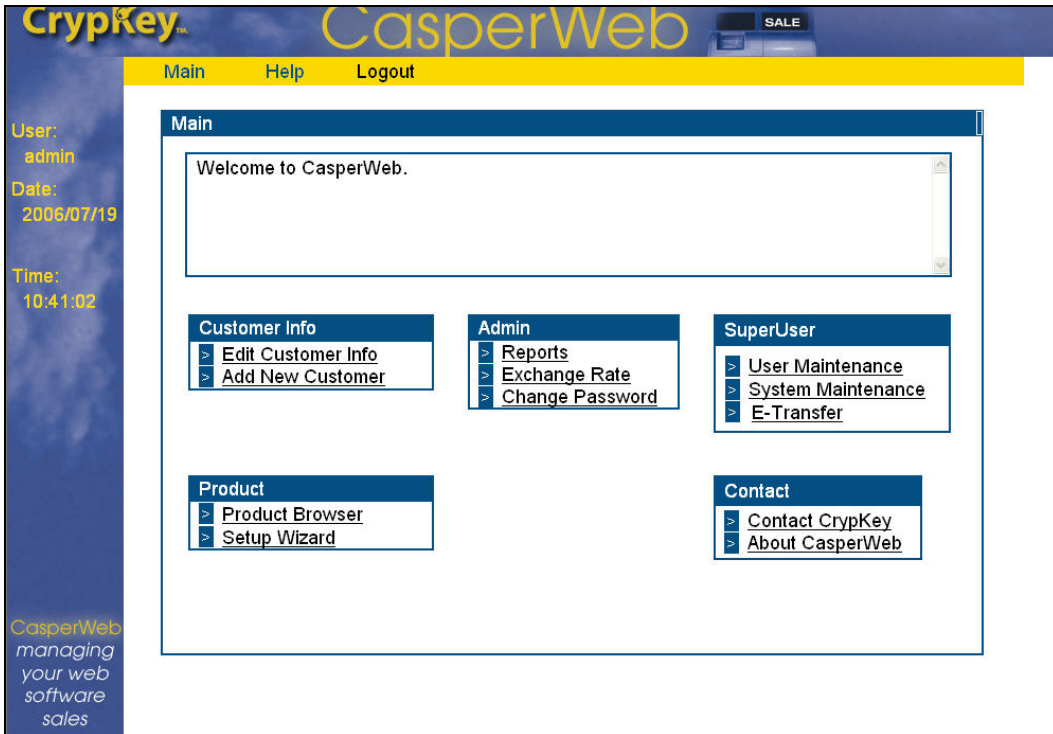 CrypKey™
CasperWeb
SALE
Main Help Logout
User:
admin
Date:
2006/07/19
Time:
10:41:02
Main
Welcome to CasperWeb.
Customer Info
> Edit Customer Info
> Add New Customer
Admin
> Reports
> Exchange Rate
> Change Password
SuperUser
> User Maintenance
> System Maintenance
> E-Transfer
Product
> Product Browser
> Setup Wizard
Contact
> Contact CrypKey
> About CasperWeb
CasperWeb
managing
your web
software
sales